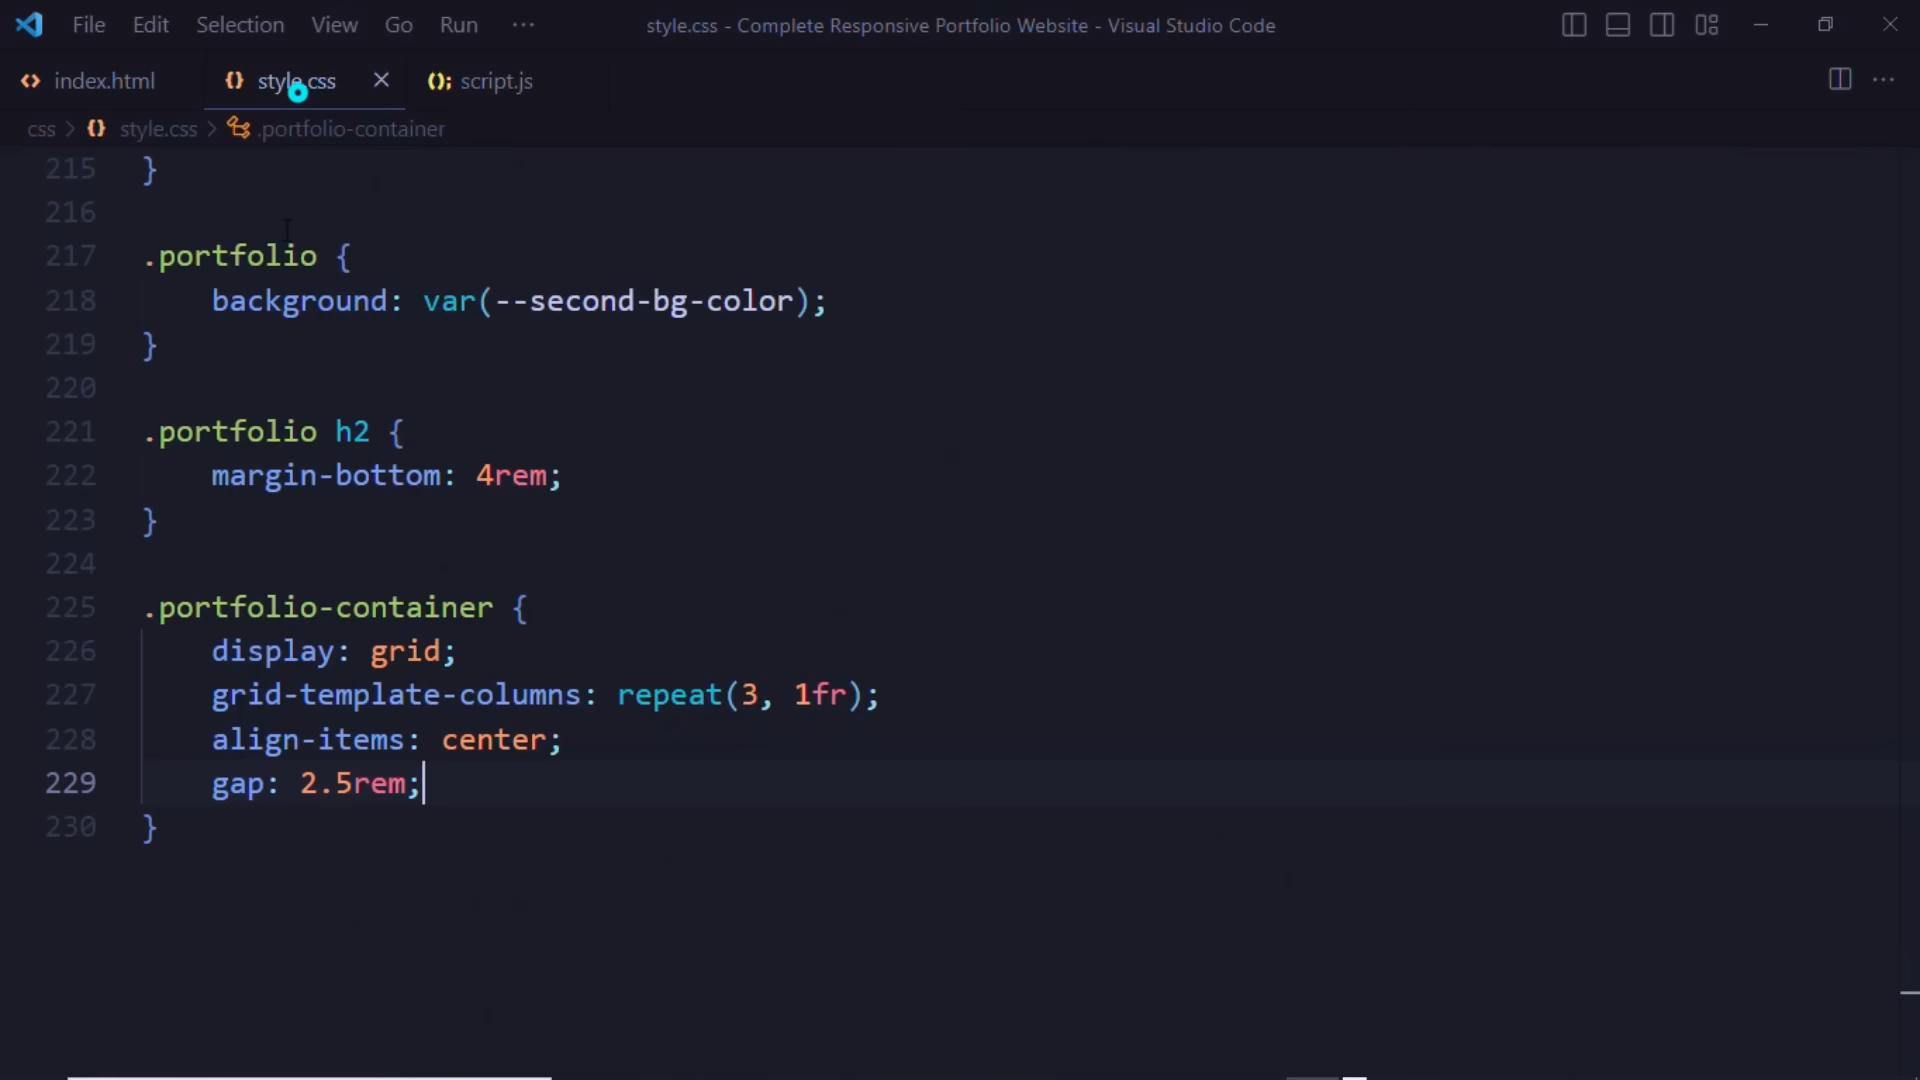 File Edit Selection View Go Run ··· style.css - Complete Responsive Portfolio Website - Visual Studio Code
index.html {} style.css (); script.js
css > {} style.css > .portfolio-container
215 }
216
217 .portfolio {
218 background: var(--second-bg-color);
219 }
220
221 .portfolio h2 {
222 margin-bottom: 4rem;
223 }
224
225 .portfolio-container {
226 display: grid;
227 grid-template-columns: repeat(3, 1fr);
228 align-items: center;
229 gap: 2.5rem;
230 }